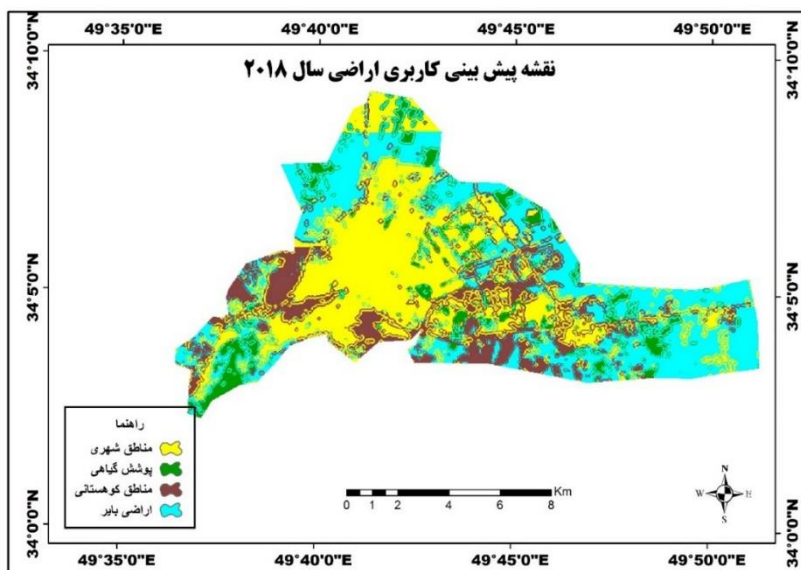 49°35'0"E 49°40'0"E 49°45'0"E 49°50'0"E
34°10'0"N 34°10'0"N
نقشه پیش بینی کاربری اراضی سال ۲۰۱۸
34°5'0"N 34°5'0"N
راهنما
مناطق شهری
پوشش گیاهی
مناطق کوهستانی
اراضی بایر
Km
0 0.5 1 2 4 6 8
N
W E
S
34°0'0"N 34°0'0"N
49°35'0"E 49°40'0"E 49°45'0"E 49°50'0"E